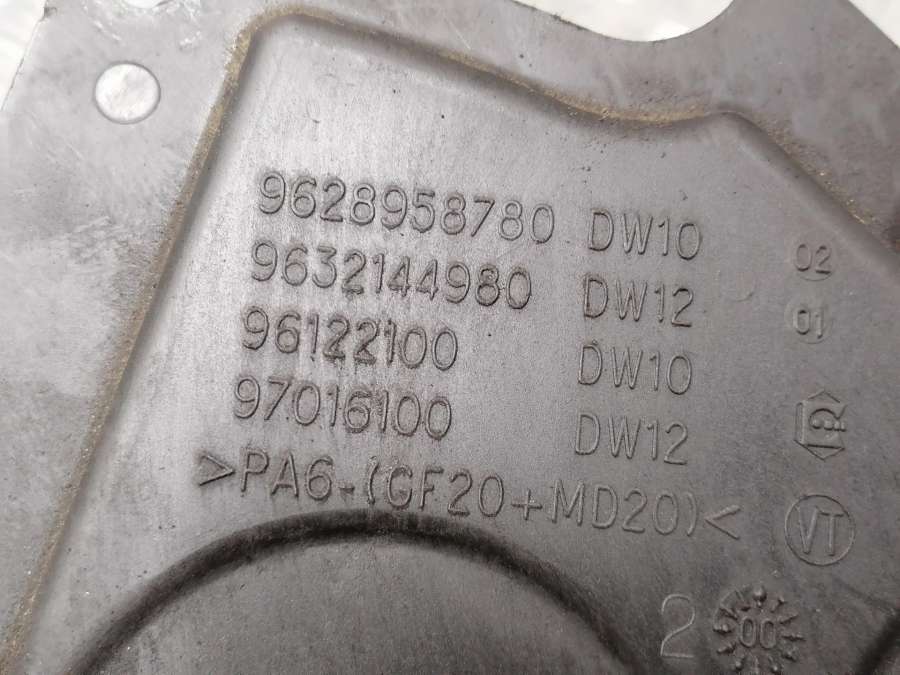 9628958780 DW10 02
9632144980 DW12 01
96122100 DW10
97016100 DW12
>PA6-(GF20+MD20)<
VT
2 00